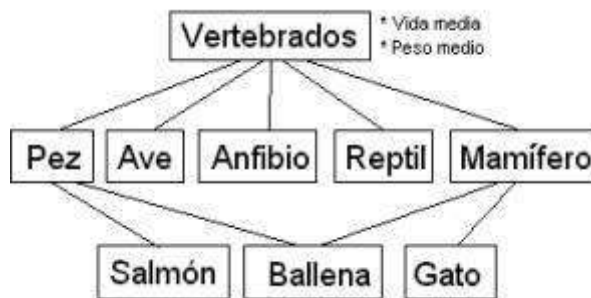 Vertebrados
* Vida media
* Peso medio
Pez
Ave
Anfibio
Reptil
Mamífero
Salmón
Ballena
Gato